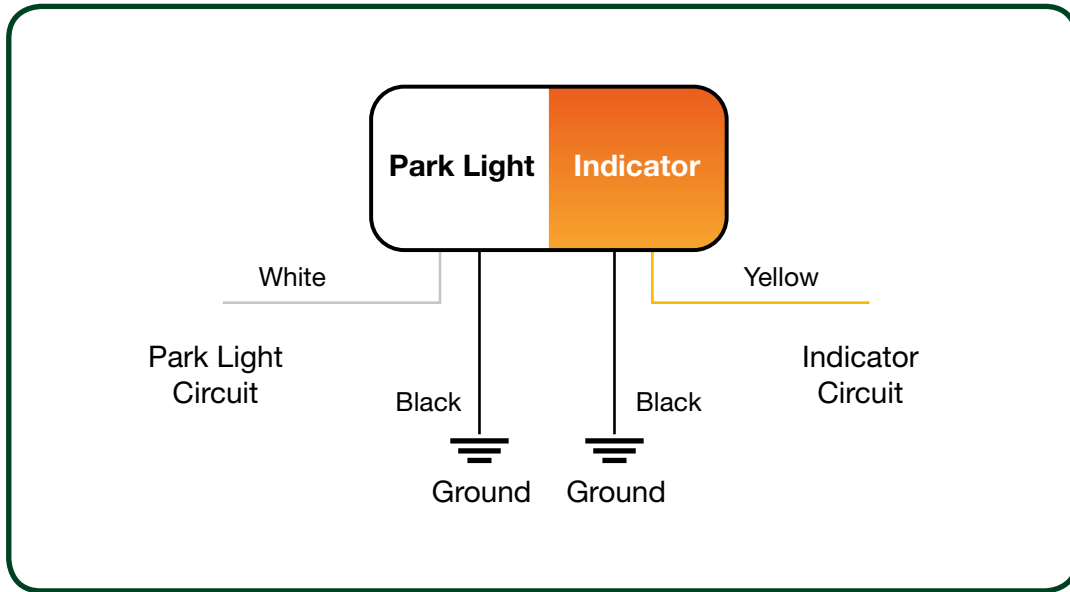 Park Light
Indicator
White
Yellow
Park Light
Circuit
Indicator
Circuit
Black
Black
Ground
Ground